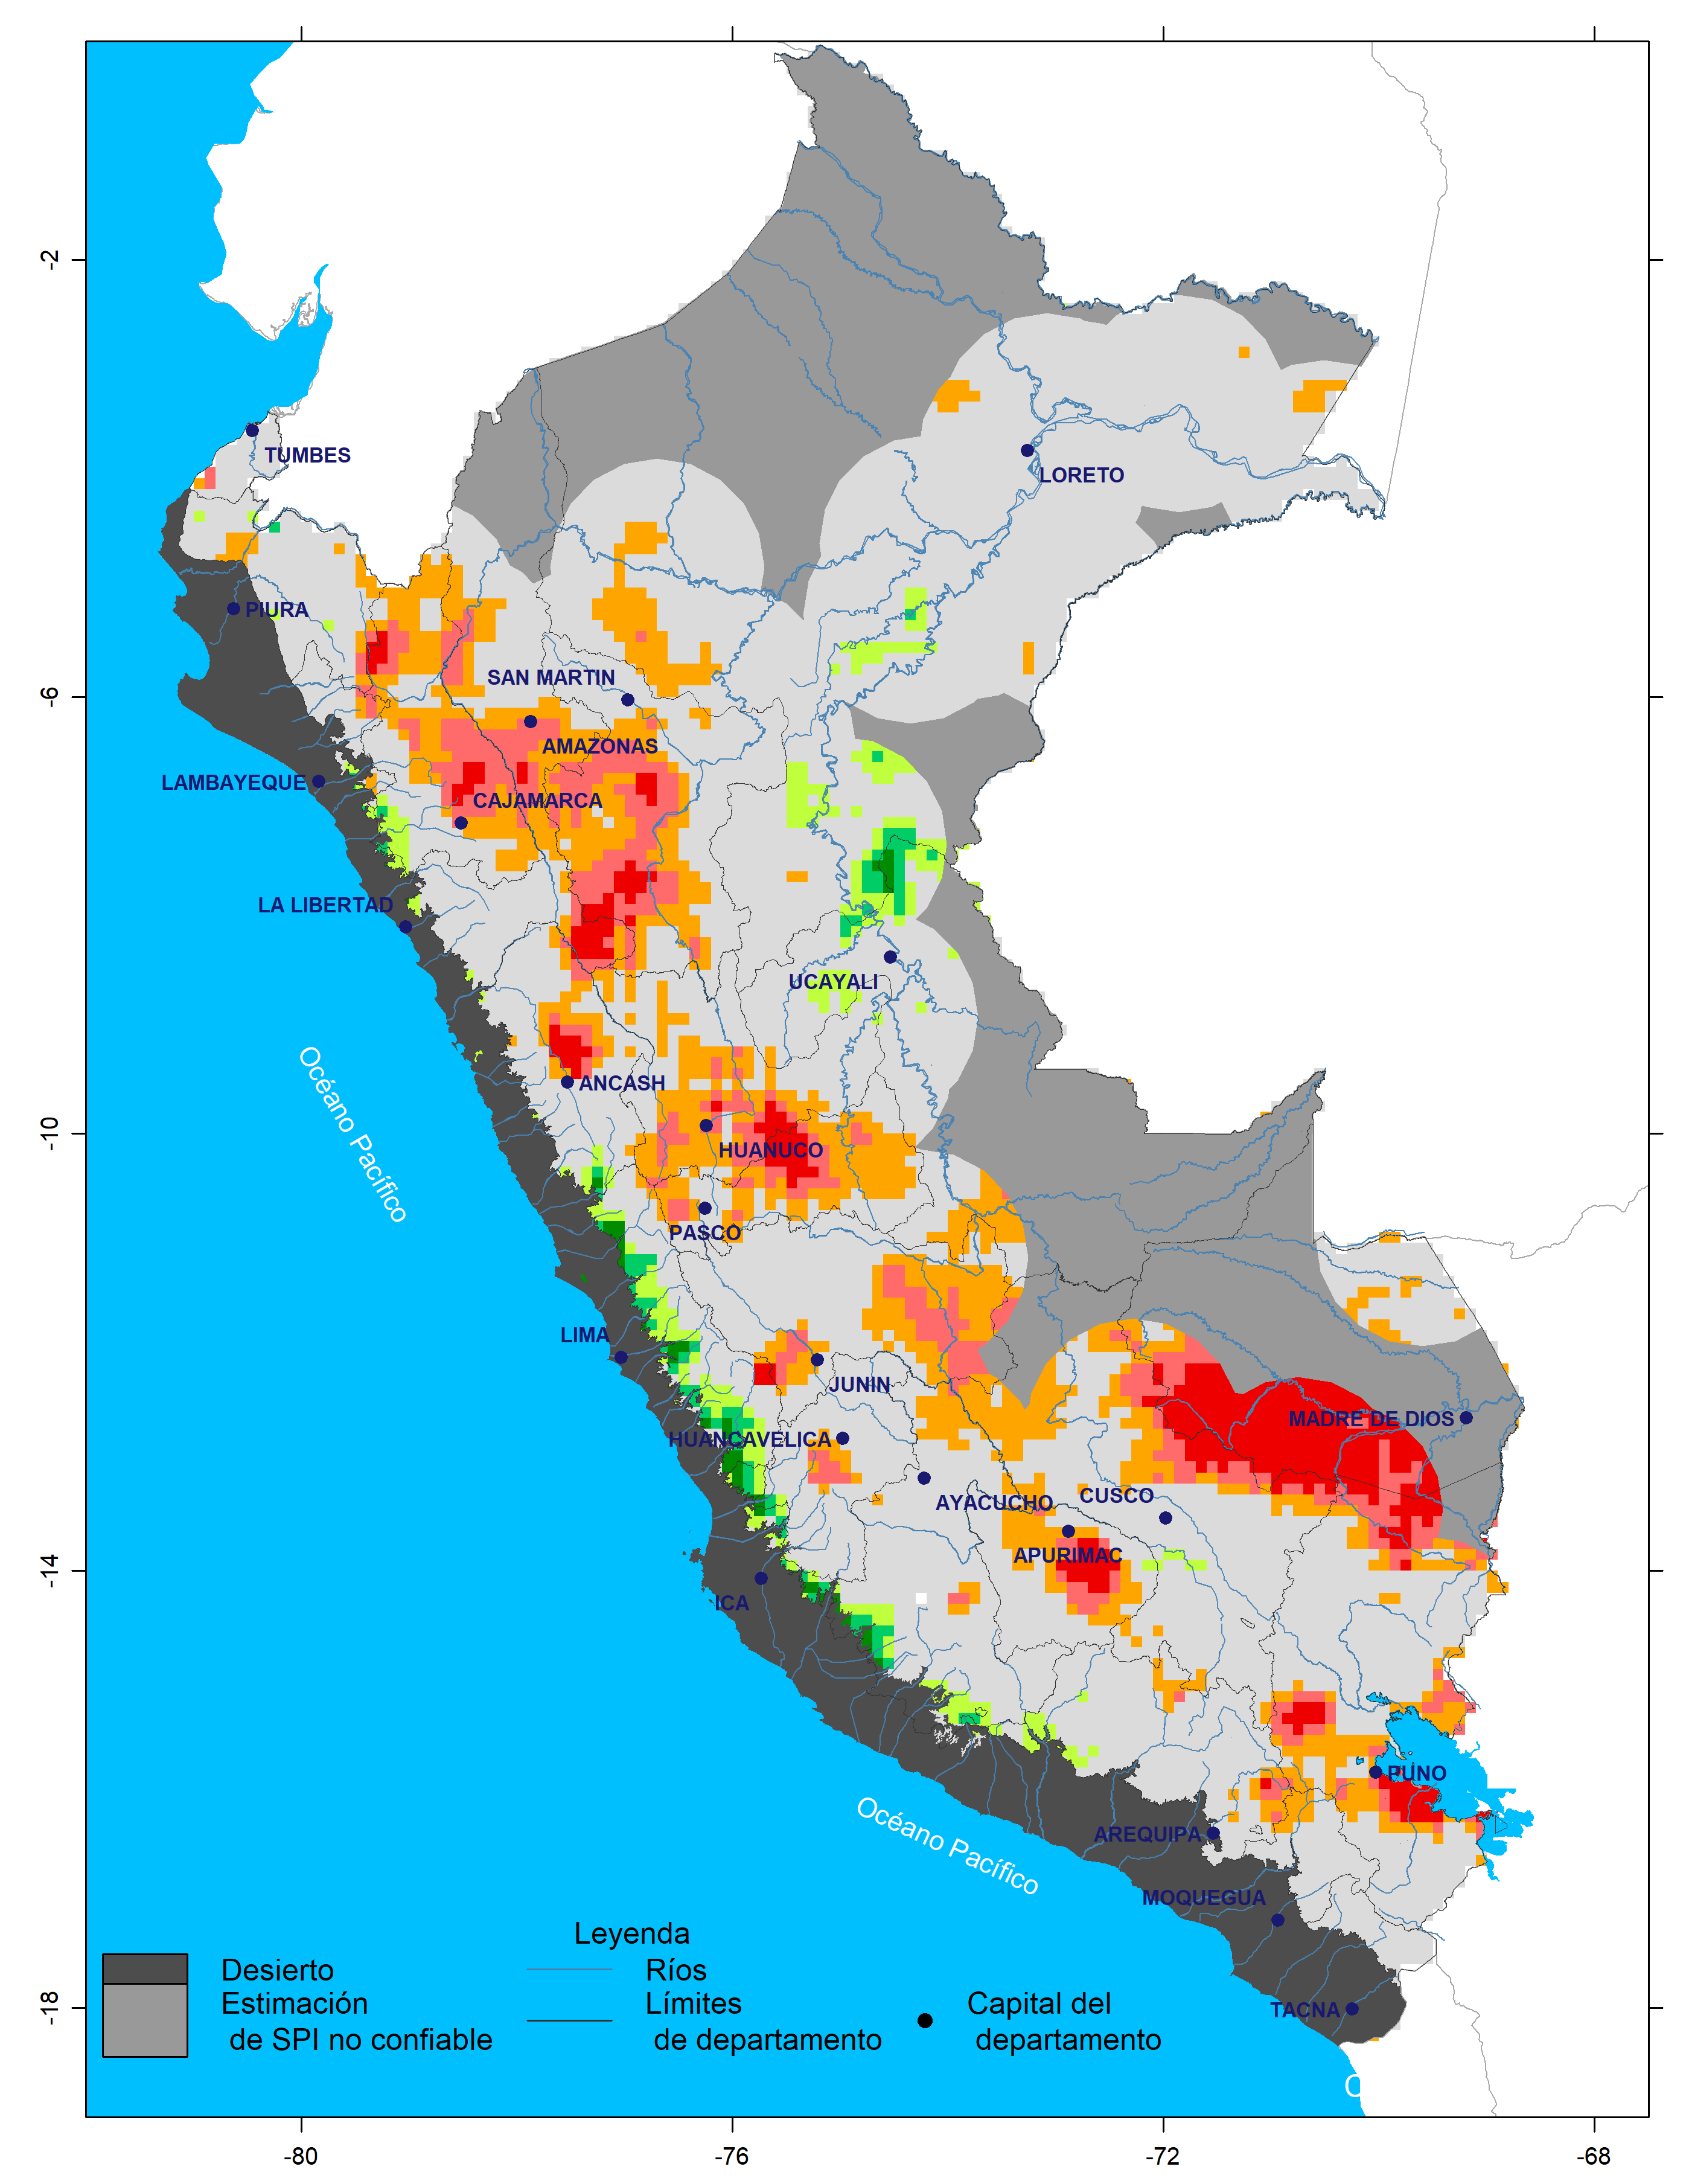 -2
-6
-10
-14
-18
TUMBES
LORETO
PIURA
SAN MARTIN
AMAZONAS
LAMBAYEQUE
CAJAMARCA
LA LIBERTAD
UCAYALI
Océano Pacífico
ANCASH
HUANUCO
PASCO
LIMA
JUNIN
MADRE DE DIOS
HUANCAVELICA
AYACUCHO
CUSCO
APURIMAC
ICA
PUNO
Océano Pacífico
AREQUIPA
MOQUEGUA
TACNA
Leyenda
Desierto
Estimación
de SPI no confiable
Ríos
Límites
de departamento
Capital del
departamento
-80
-76
-72
-68